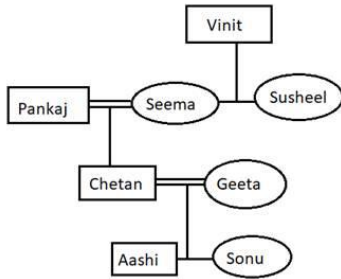 Vinit
Pankaj
Seema
Susheel
Chetan
Geeta
Aashi
Sonu